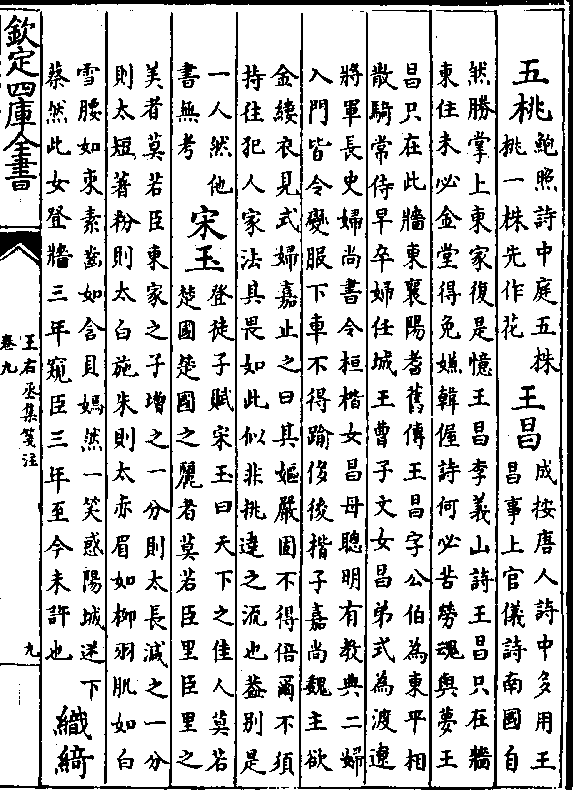 五桃 鮑照詩中庭五株
桃一株先作花 王昌 成按唐人詩中多用王
昌事上官儀詩南國自
然勝掌上東家復是憶王昌李義山詩王昌只在牆
東住未必金堂得免嫌韓偓詩何必苦勞魂與夢王
昌只在此牆東襄陽耆舊傳王昌字公伯為東平相
散騎常侍早卒婦任城王曹子文女昌弟式為渡遼
將軍長史婦尚書令桓楷女昌母聰明有教典二婦
入門皆令變服下車不得踰侈後楷子嘉尚魏主欲
金縷衣見式婦嘉止之曰其嫗嚴固不得倍爾不須
持往犯人家法具畏如此似非挑達之流也蓋别是
一人然他
書無考 宋玉 登徒子賦宋玉曰天下之佳人莫若
楚國楚國之麗者莫若臣里臣里之
美者莫若臣東家之子增之一分則太長減之一分
則太短著粉則太白施朱則太赤眉如柳羽肌如白
雪腰如束素齒如含貝嫣然一笑惑陽城迷下
蔡然此女登牆三年窺臣三年至今未許也 織綺
欽定四庫全書
王右丞集箋注
卷九
九